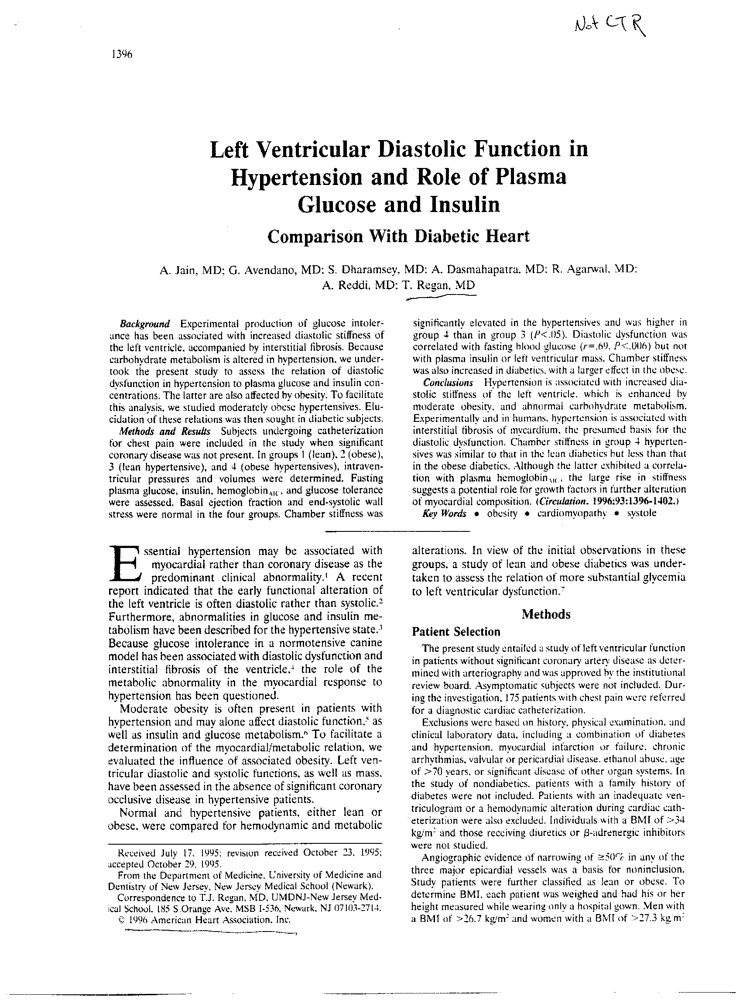 Not CTR
1396
Left Ventricular Diastolic Function in
Hypertension and Role of Plasma
Glucose and Insulin
Comparison With Diabetic Heart
A. Jain, MD; G. Avendano, MD; S. Dharamsey, MD; A. Dasmahapatra, MD; R. Agarwal, MD;
A. Reddi, MD; T. Regan, MD
Background Experimental production of glucose intoler-
ance has been associated with increased diastolic stiffness of
the left ventricle, accompanied by interstitial fibrosis. Because
carbohydrate metabolism is altered in hypertension, we under-
took the present study to assess the relation of diastolic
dysfunction in hypertension to plasma glucose and insulin con-
centrations. The latter are also affected by obesity. To facilitate
this analysis, we studied moderately obese hypertensives. Elu-
cidation of these relations was then sought in diabetic subjects.
Methods and Results Subjects undergoing catheterization
for chest pain were included in the study when significant
coronary disease was not present. In groups 1 (lean), 2 (obese),
3 (lean hypertensive), and 4 (obese hypertensives), intraven-
tricular pressures and volumes were determined. Fasting
plasma glucose, insulin, hemoglobin AIC, and glucose tolerance
were assessed. Basal ejection fraction and end-systolic wall
stress were normal in the four groups. Chamber stiffness was
significantly elevated in the hypertensives and was higher in
group 4 than in group 3 (P<.05). Diastolic dysfunction was
correlated with fasting blood glucose (r=.69, P<.006) but not
with plasma insulin or left ventricular mass. Chamber stiffness
was also increased in diabetics, with a larger effect in the obese.
Conclusions Hypertension is associated with increased dia-
stolic stiffness of the left ventricle, which is enhanced by
moderate obesity, and abnormal carbohydrate metabolism.
Experimentally and in humans, hypertension is associated with
interstitial fibrosis of mycardium, the presumed basis for the
diastolic dysfunction. Chamber stiffness in group 4 hyperten-
sives was similar to that in the lean diabetics but less than that
in the obese diabetics. Although the latter exhibited a correla-
tion with plasma hemoglobin AIC, the large rise in stiffness
suggests a potential role for growth factors in further alteration
of myocardial composition. (Circulation. 1996;93:1396-1402.)
Key Words • obesity • cardiomyopathy • systole
Essential hypertension may be associated with
myocardial rather than coronary disease as the
predominant clinical abnormality.¹ A recent
report indicated that the early functional alteration of
the left ventricle is often diastolic rather than systolic.²
Furthermore, abnormalities in glucose and insulin me-
tabolism have been described for the hypertensive state.³
Because glucose intolerance in a normotensive canine
model has been associated with diastolic dysfunction and
interstitial fibrosis of the ventricle,⁴ the role of the
metabolic abnormality in the myocardial response to
hypertension has been questioned.
Moderate obesity is often present in patients with
hypertension and may alone affect diastolic function,⁵ as
well as insulin and glucose metabolism.⁶ To facilitate a
determination of the myocardial/metabolic relation, we
evaluated the influence of associated obesity. Left ven-
tricular diastolic and systolic functions, as well as mass,
have been assessed in the absence of significant coronary
occlusive disease in hypertensive patients.
Normal and hypertensive patients, either lean or
obese, were compared for hemodynamic and metabolic
Received July 17, 1995; revision received October 23, 1995;
accepted October 29, 1995.
From the Department of Medicine, University of Medicine and
Dentistry of New Jersey, New Jersey Medical School (Newark).
Correspondence to T.J. Regan, MD, UMDNJ-New Jersey Med-
ical School, 185 S.Orange Ave, MSB I-536, Newark, NJ 07103-2714.
© 1996 American Heart Association, Inc.
alterations. In view of the initial observations in these
groups, a study of lean and obese diabetics was under-
taken to assess the relation of more substantial glycemia
to left ventricular dysfunction.⁷
Methods
Patient Selection
The present study entailed a study of left ventricular function
in patients without significant coronary artery disease as deter-
mined with arteriography and was approved by the institutional
review board. Asymptomatic subjects were not included. Dur-
ing the investigation, 175 patients with chest pain were referred
for a diagnostic cardiac catheterization.
Exclusions were based on history, physical examination, and
clinical laboratory data, including a combination of diabetes
and hypertension, myocardial infarction or failure, chronic
arrhythmias, valvular or pericardial disease, ethanol abuse, age
of >70 years, or significant disease of other organ systems. In
the study of nondiabetics, patients with a family history of
diabetes were not included. Patients with an inadequate ven-
triculogram or a hemodynamic alteration during cardiac cath-
eterization were also excluded. Individuals with a BMI of >34
kg/m² and those receiving diuretics or β-adrenergic inhibitors
were not studied.
Angiographic evidence of narrowing of ≥50% in any of the
three major epicardial vessels was a basis for noninclusion.
Study patients were further classified as lean or obese. To
determine BMI, each patient was weighed and had his or her
height measured while wearing only a hospital gown. Men with
a BMI of >26.7 kg/m² and women with a BMI of >27.3 kg/m²